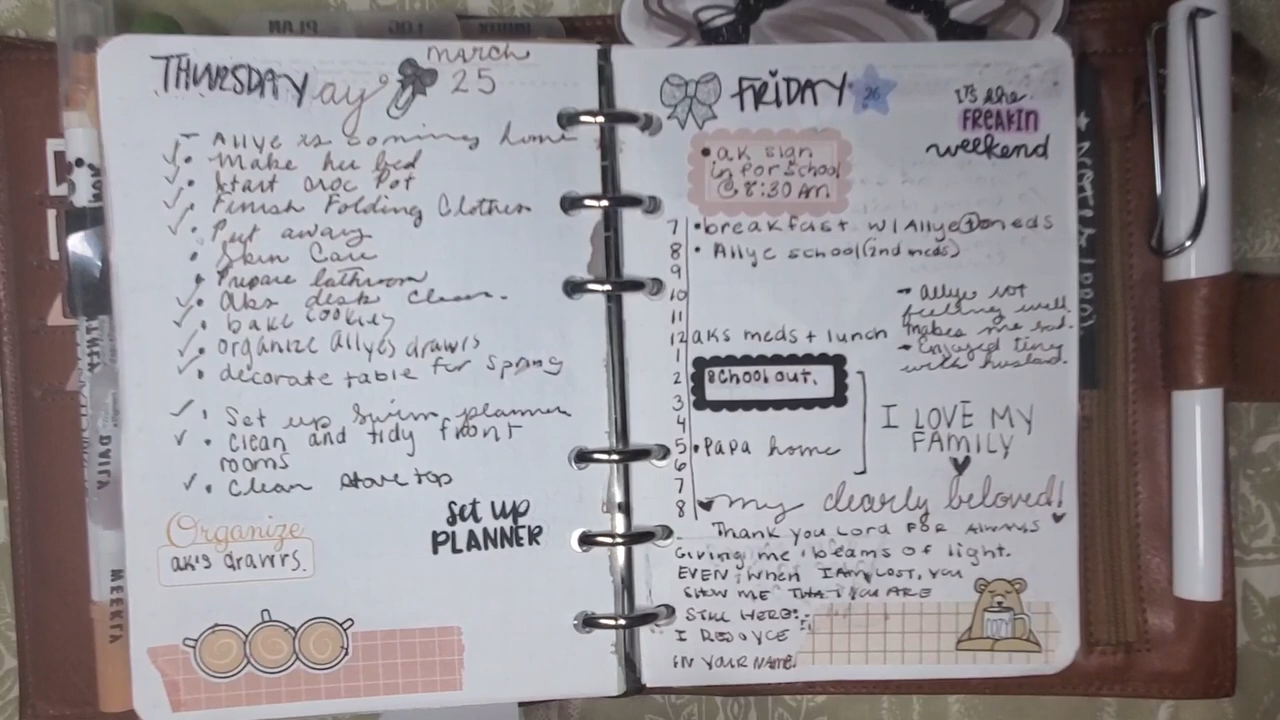 THURSDAY ay
March
25
- Allye is coming home
✓ • Make her bed
✓ • Start croc Pot
✓ • Finish Folding Clothes
✓ • Put away
• Skin Care
• Prepare bathroom
✓ • Aks desk clean.
✓ • bake cookies
✓ • organize Allyes drawrs
✓ • decorate table for Spring
✓ • Set up Swim planner
✓ • Clean and tidy front
rooms
✓ • Clean stove top
Organize
ak's drawrs.
set up
PLANNER
FRiDAY 26
It's the
FREAKIN
weekend
• ak sign
in For School
@ 8:30 Am
7 • breakfast w/ Allye ① on eds
8 • Allye school (2nd meds)
9
10
11
12 aks meds + lunch
1
2 school out.
3
4
5 • Papa home
6
7
8 my dearly beloved!
- allye not
feeling well
makes me sad.
- Enjoyed time
with husband.
I LOVE MY
FAMILY
Thank you Lord FOR ALWAYS
Giving me beams of light.
EVEN when I AM LOST, YOU
SHOW ME THAT YOU ARE
STILL HERE:
I REJOYCE
IN YOUR NAME.
MEEKLA